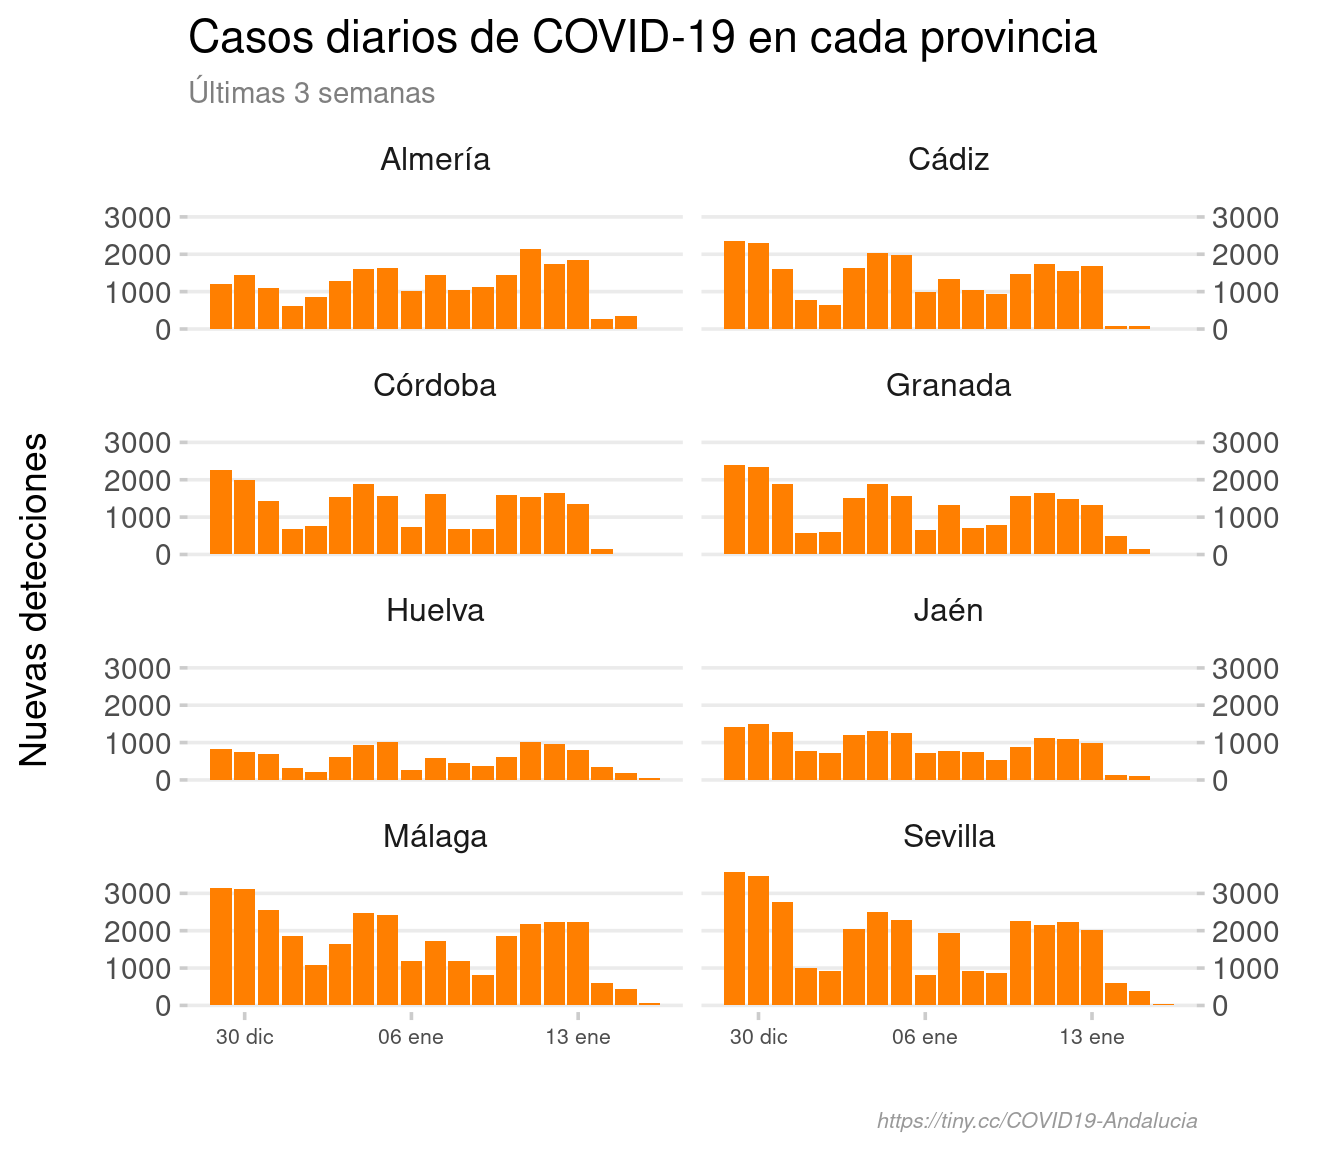 Casos diarios de COVID-19 en cada provincia
Últimas 3 semanas
Nuevas detecciones
Almería
Cádiz
3000
2000
1000
0
3000
2000
1000
0
Córdoba
Granada
3000
2000
1000
0
3000
2000
1000
0
Huelva
Jaén
3000
2000
1000
0
3000
2000
1000
0
Málaga
Sevilla
3000
2000
1000
0
3000
2000
1000
0
30 dic
06 ene
13 ene
30 dic
06 ene
13 ene
https://tiny.cc/COVID19-Andalucia